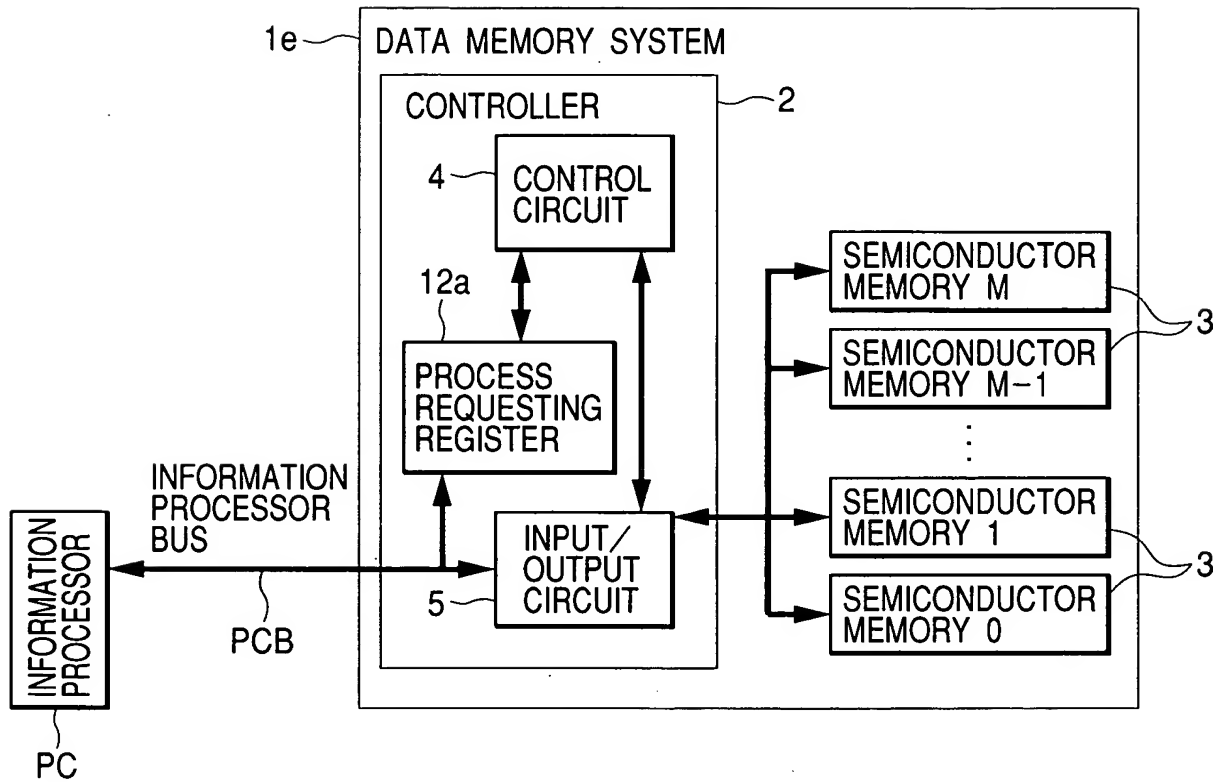 1e
DATA MEMORY SYSTEM
CONTROLLER
2
4
CONTROL
CIRCUIT
12a
PROCESS
REQUESTING
REGISTER
INPUT/
OUTPUT
CIRCUIT
5
SEMICONDUCTOR
MEMORY M
SEMICONDUCTOR
MEMORY M-1
3
⋮
SEMICONDUCTOR
MEMORY 1
SEMICONDUCTOR
MEMORY 0
3
INFORMATION
PROCESSOR
BUS
PCB
INFORMATION
PROCESSOR
PC